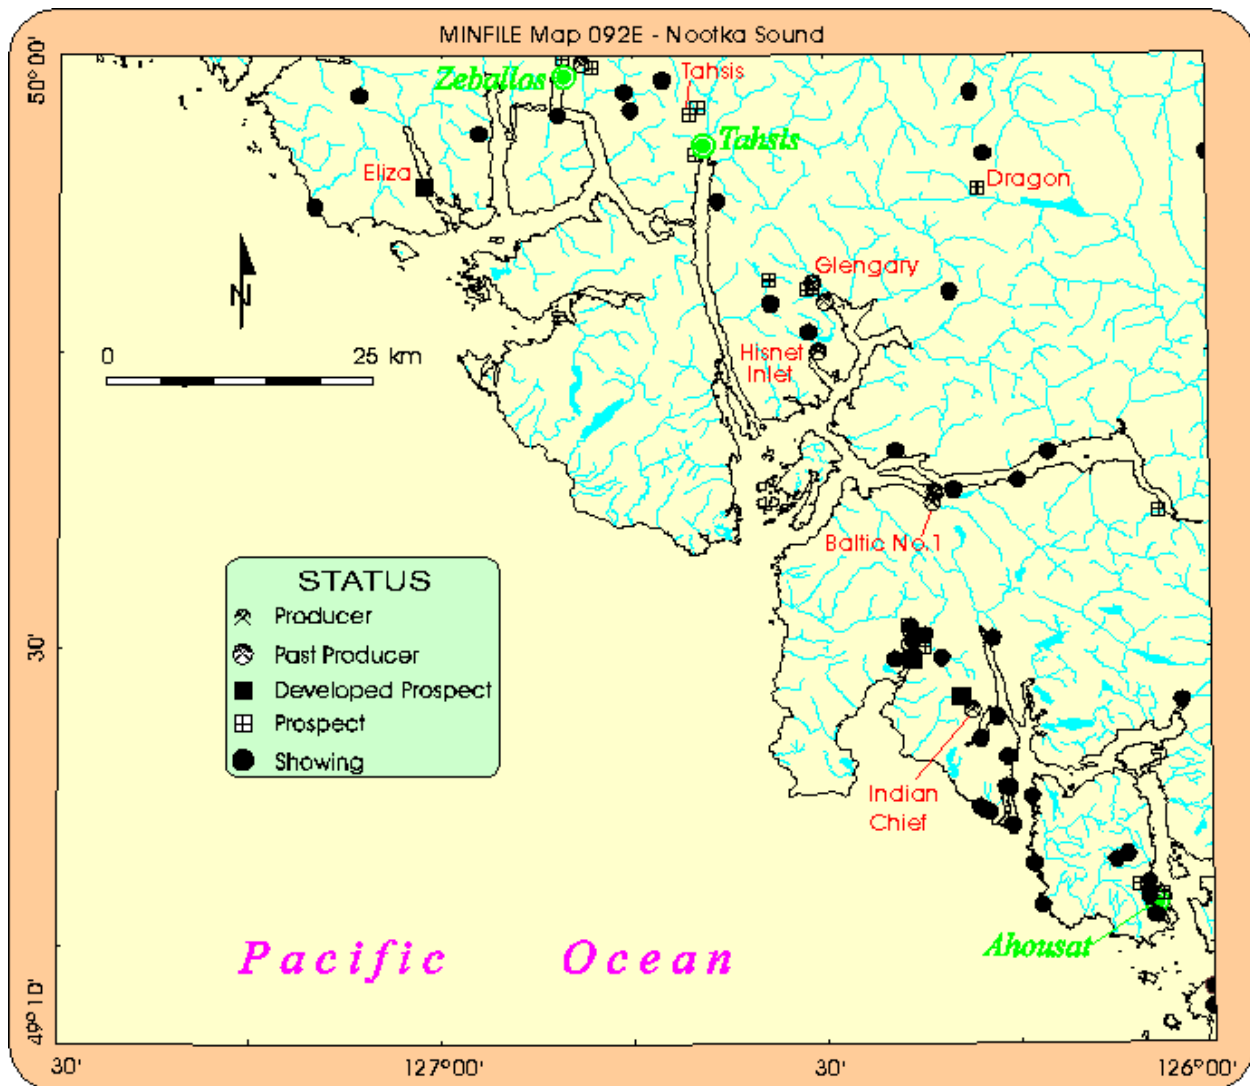 MINFILE Map 092E - Nootka Sound
50° 00'
Zeballas
Tahsis
Tahsis
Eliza
Dragon
Glengary
N
0 25 km
Hisnet
Inlet
Baltic No.1
STATUS
Producer
Past Producer
Developed Prospect
Prospect
Showing
30'
Indian
Chief
Ahousat
Pacific Ocean
49° 10'
30' 127° 00' 30' 126° 00'